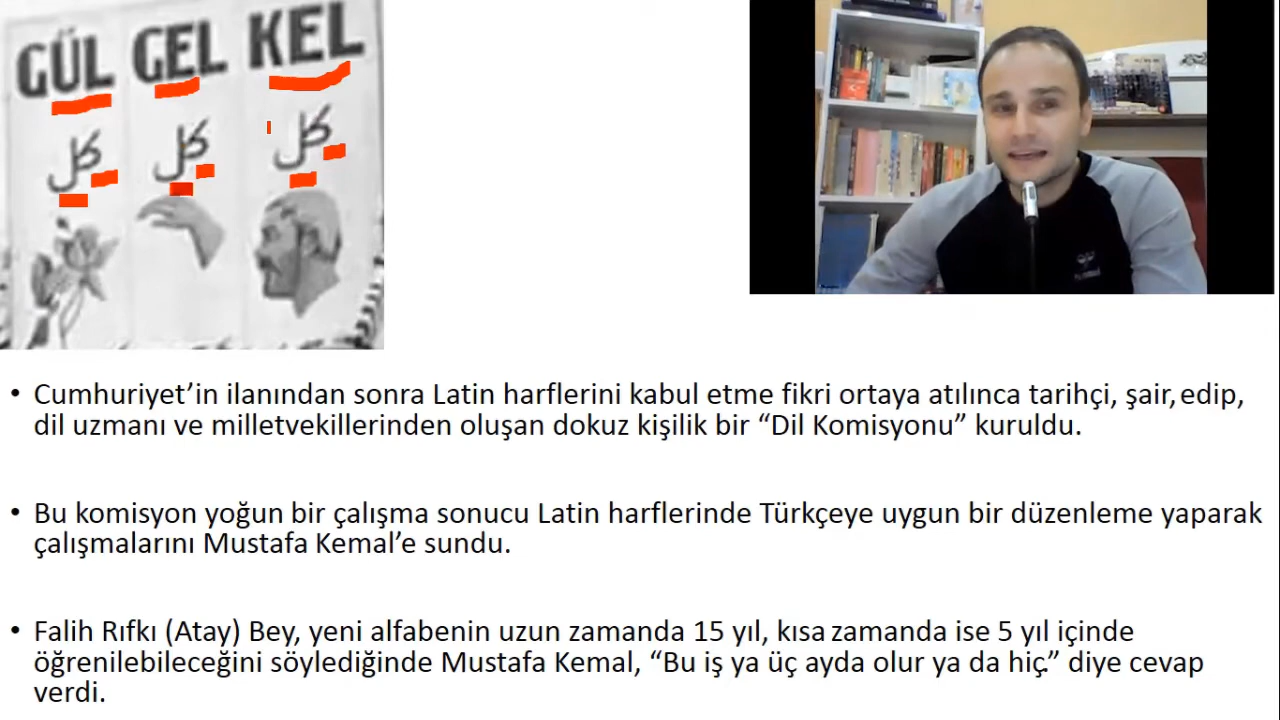 GÜL GEL KEL
كل كل كل
• Cumhuriyet’in ilanından sonra Latin harflerini kabul etme fikri ortaya atılınca tarihçi, şair, edip,
dil uzmanı ve milletvekillerinden oluşan dokuz kişilik bir “Dil Komisyonu” kuruldu.
• Bu komisyon yoğun bir çalışma sonucu Latin harflerinde Türkçeye uygun bir düzenleme yaparak
çalışmalarını Mustafa Kemal’e sundu.
• Falih Rıfkı (Atay) Bey, yeni alfabenin uzun zamanda 15 yıl, kısa zamanda ise 5 yıl içinde
öğrenilebileceğini söylediğinde Mustafa Kemal, “Bu iş ya üç ayda olur ya da hiç.” diye cevap
verdi.